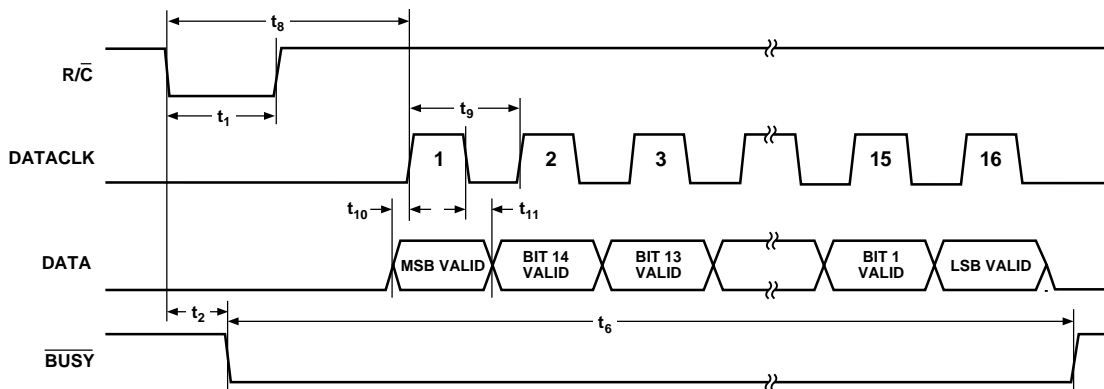 t8
R/C̅
t1
t9
DATACLK
1
2
3
15
16
t10
t11
DATA
MSB VALID
BIT 14
VALID
BIT 13
VALID
BIT 1
VALID
LSB VALID
t2
t6
B̅U̅S̅Y̅